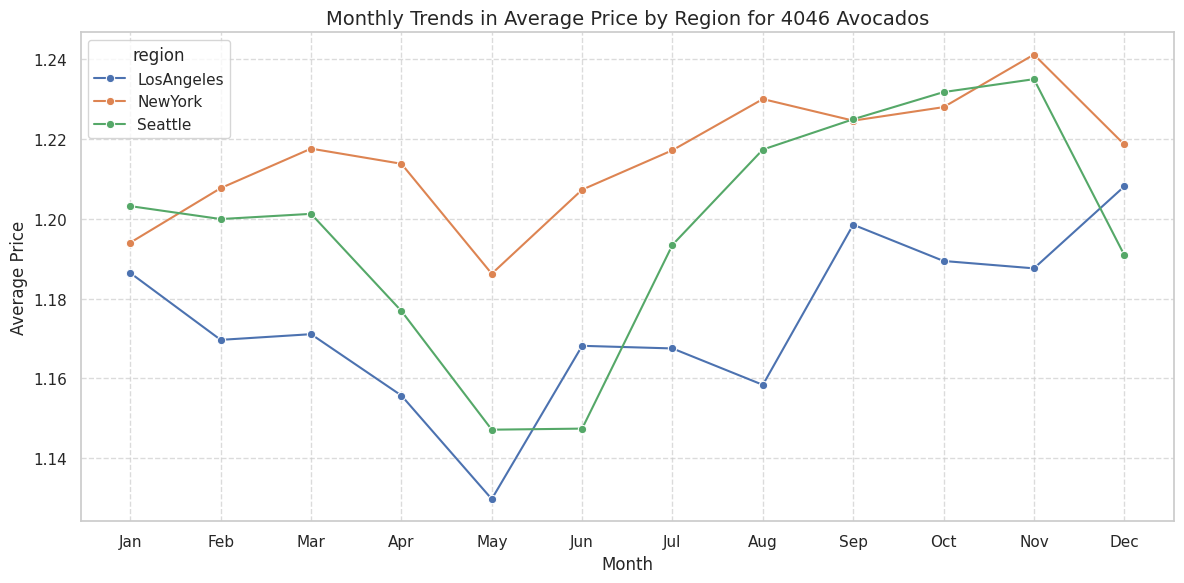 Monthly Trends in Average Price by Region for 4046 Avocados
region
LosAngeles
NewYork
Seattle
Average Price
1.24
1.22
1.20
1.18
1.16
1.14
Jan Feb Mar Apr May Jun Jul Aug Sep Oct Nov Dec
Month